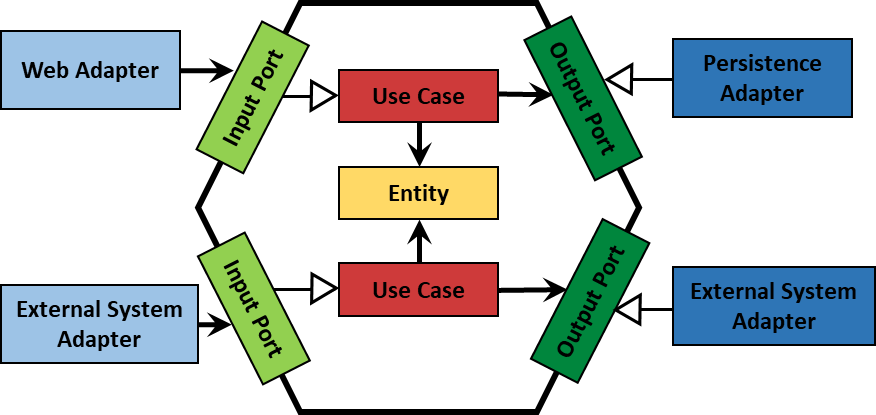 Web Adapter
Input Port
Use Case
Output Port
Persistence
Adapter
Entity
External System
Adapter
Input Port
Use Case
Output Port
External System
Adapter